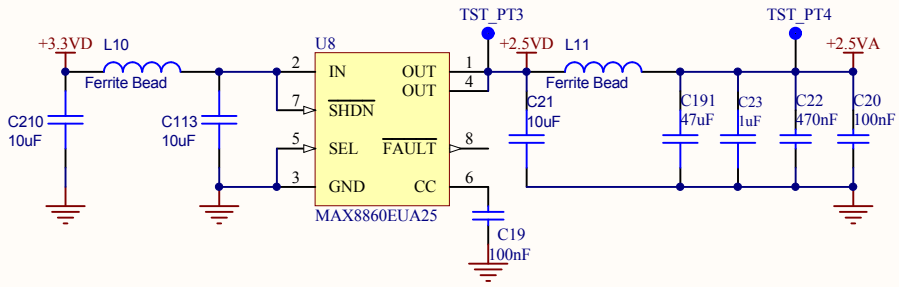 TST_PT3
TST_PT4
+3.3VD
L10
U8
+2.5VD
L11
+2.5VA
Ferrite Bead
2
IN
OUT
1
OUT
4
Ferrite Bead
C210
10uF
C113
10uF
7
SHDN
C21
10uF
C191
47uF
C23
1uF
C22
470nF
C20
100nF
5
SEL
FAULT
8
3
GND
CC
6
MAX8860EUA25
C19
100nF